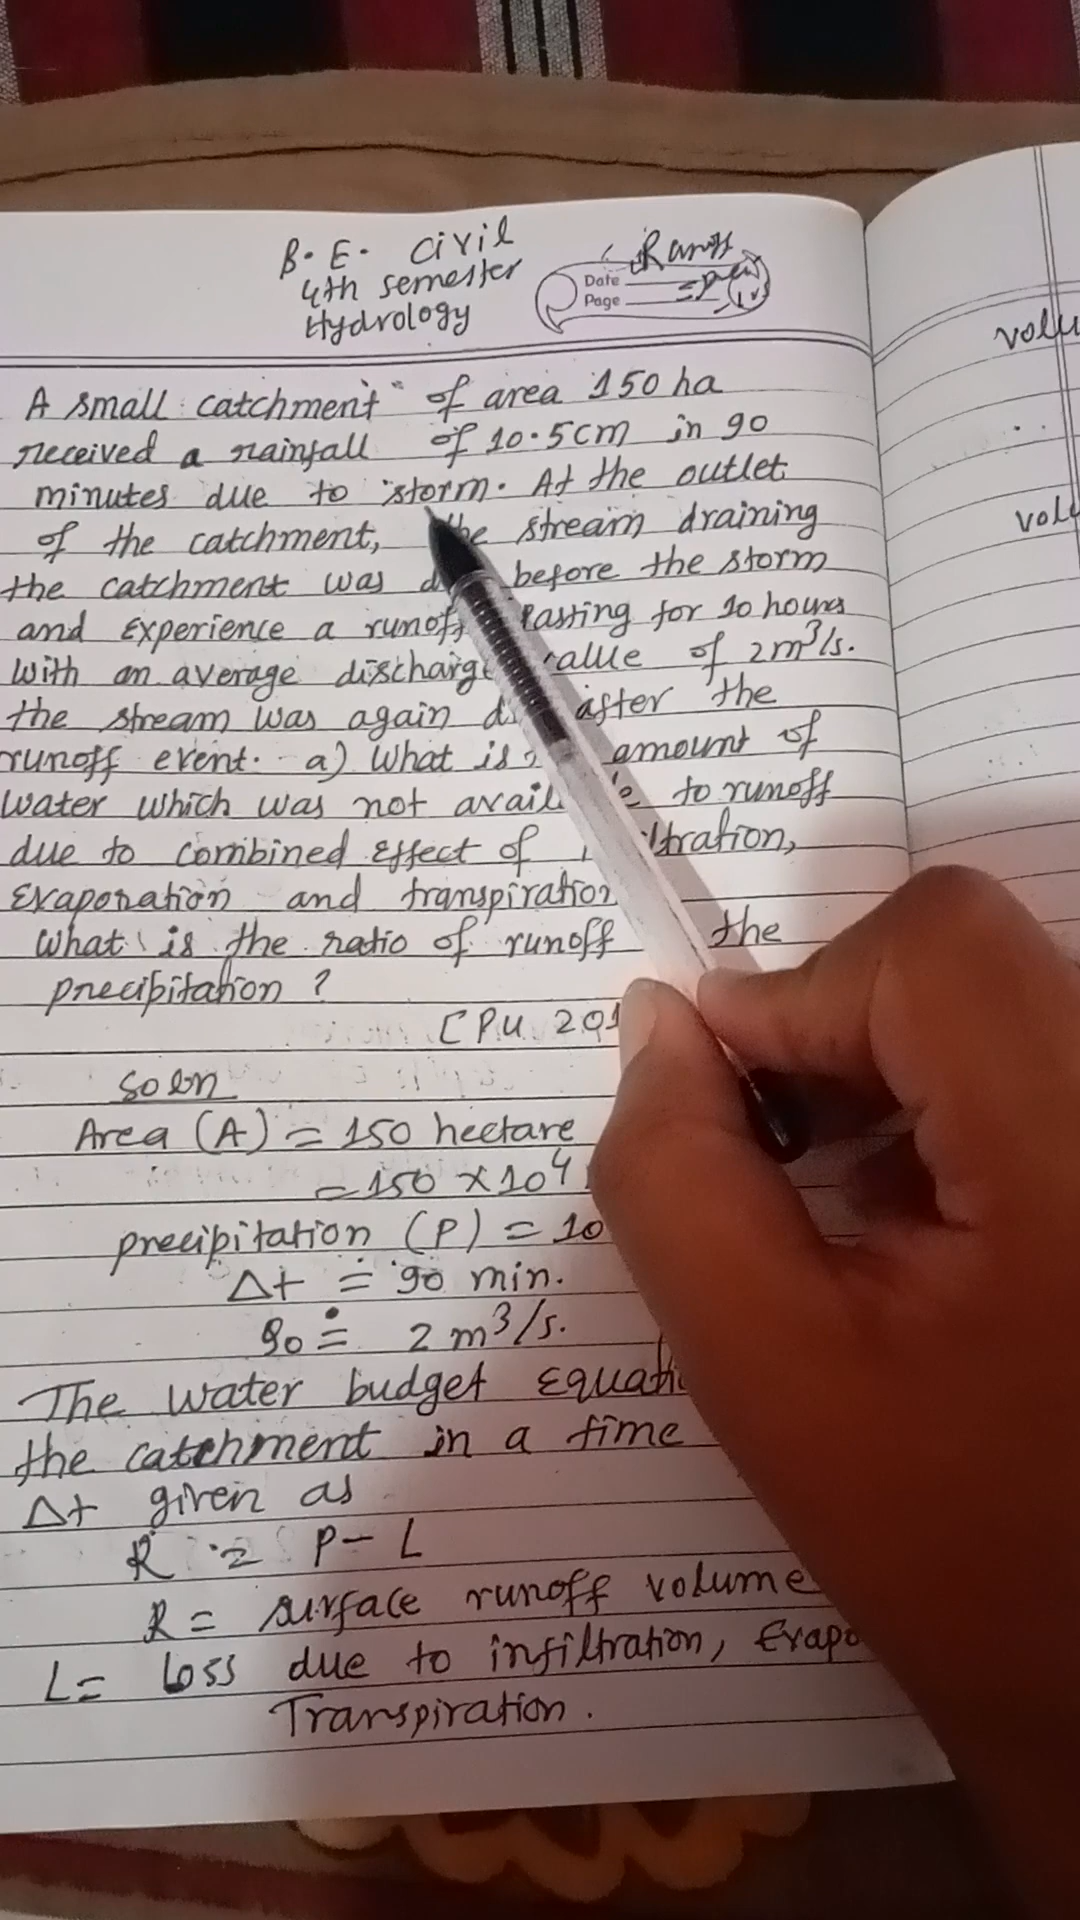 B.E. Civil
4th semester
Hydrology
Date
Page
A small catchment of area 150 ha
received a rainfall of 10.5cm in 90
minutes due to storm. At the outlet
of the catchment, the stream draining
the catchment was before the storm
and Experience a runoff lasting for 10 hours
with an average discharge value of 2m³/s.
the stream was again after the
runoff event. a) What is amount of
water which was not to runoff
due to combined Effect of
Evaporation and transpiration
What is the ratio of runoff the
precipitation ?
[PU 201
Soln
Area (A) = 150 hectare
= 150 × 10⁴
precipitation (P) = 10
Δt = 90 min.
= 2 m³/s.
The water budget
the catchment in a time
Δt given as
R = P - L
R = surface runoff volume
L = Loss due to infiltration,
Transpiration.